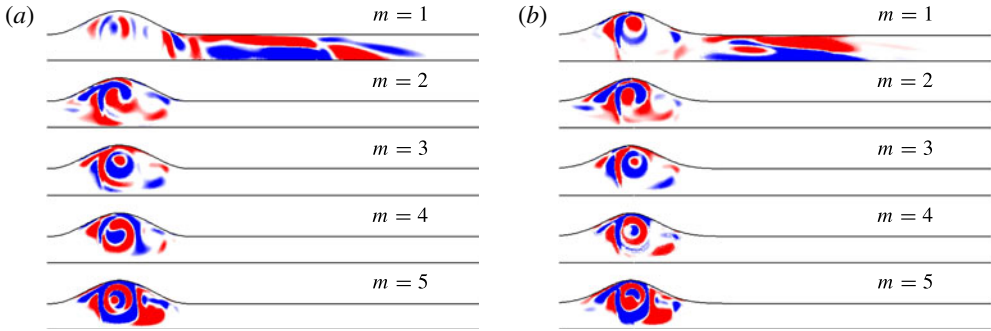 (a)
m = 1
m = 2
m = 3
m = 4
m = 5
(b)
m = 1
m = 2
m = 3
m = 4
m = 5